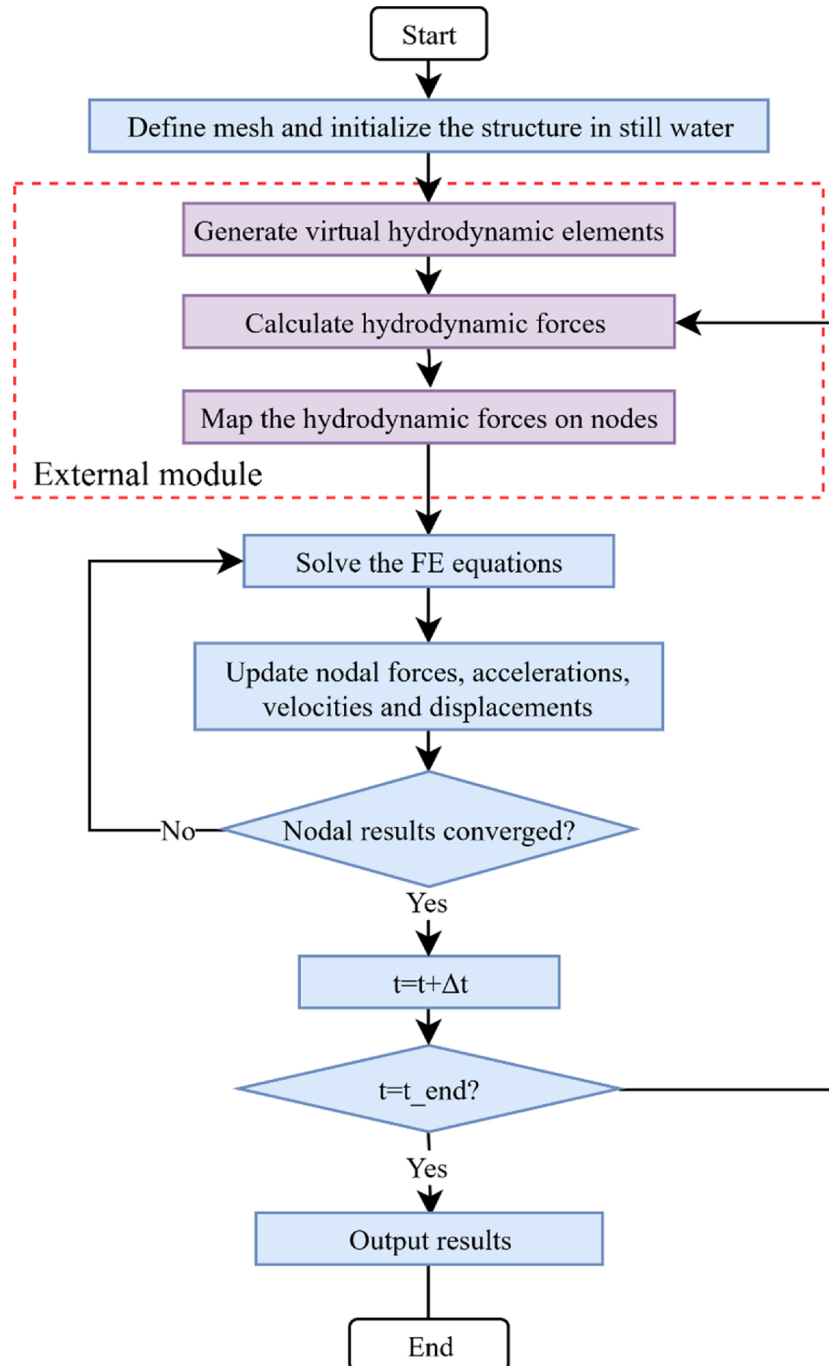 Start
Define mesh and initialize the structure in still water
Generate virtual hydrodynamic elements
Calculate hydrodynamic forces
Map the hydrodynamic forces on nodes
External module
Solve the FE equations
Update nodal forces, accelerations,
velocities and displacements
Nodal results converged?
No
Yes
t=t+Δt
t=t_end?
Yes
Output results
End